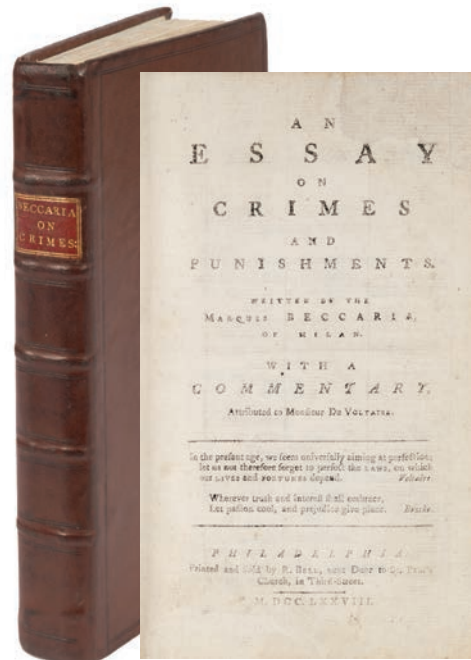 BECCARIA
ON
CRIMES
AN
ESSAY
ON
CRIMES
AND
PUNISHMENTS.
WRITTEN BY THE
MARQUIS BECCARIA,
OF MILAN.
WITH A
COMMENTARY,
Attributed to Monsieur DE VOLTAIRE.
In the present age, we seem universally aiming at perfection;
let us not therefore forget to perfect the LAWS, on which
our LIVES and FORTUNES depend. Voltaire.
Wherever truth and interest shall embrace,
Let passion cool, and prejudice give place.
PHILADELPHIA:
Printed and Sold by R. BELL, next Door to St. Paul's
Church, in Third-Street.
M.DCC.LXXVIII.